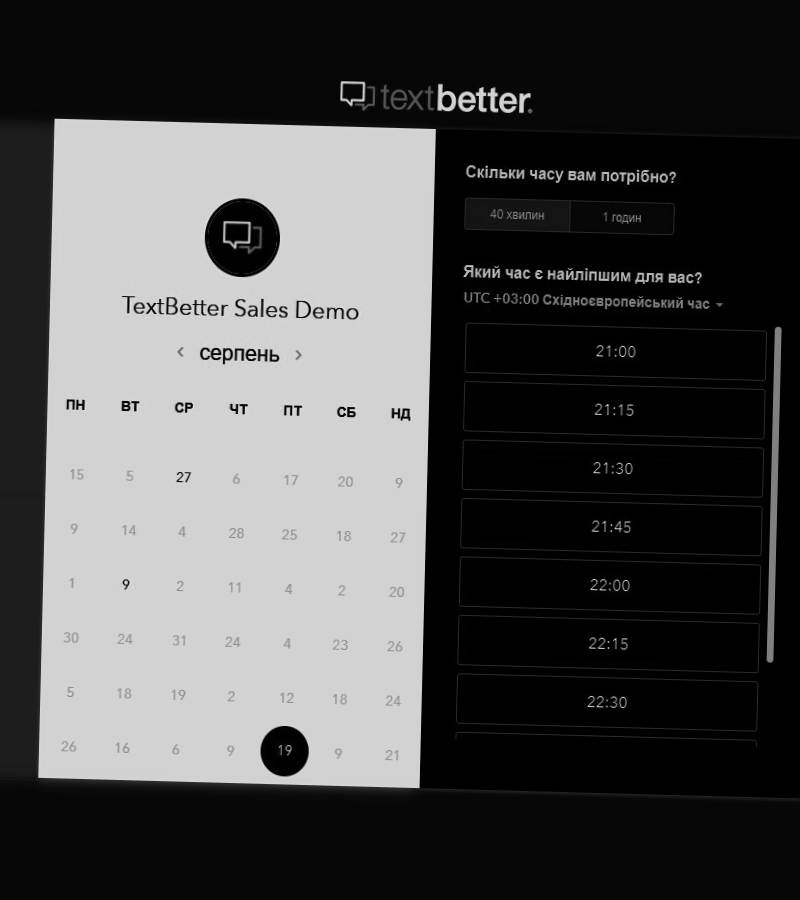 textbetter.
TextBetter Sales Demo
серпень
ПН ВТ СР ЧТ ПТ СБ НД
15 5 27 6 17 20 9
9 14 4 28 25 18 27
1 9 2 11 4 2 20
30 24 31 24 4 23 26
5 18 19 2 12 18 24
26 16 6 9 19 9 21
Скільки часу вам потрібно?
40 хвилин 1 годин
Який час є найліпшим для вас?
UTC +03:00 Східноєвропейський час
21:00
21:15
21:30
21:45
22:00
22:15
22:30